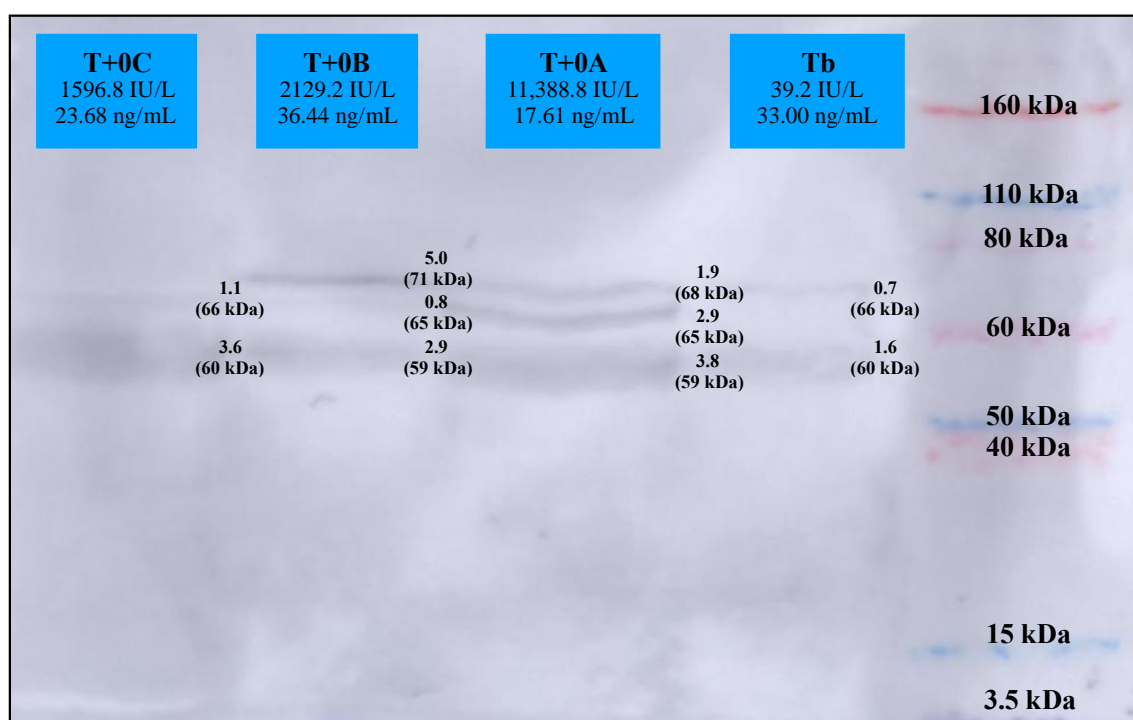 T+0C
1596.8 IU/L
23.68 ng/mL
T+0B
2129.2 IU/L
36.44 ng/mL
T+0A
11,388.8 IU/L
17.61 ng/mL
Tb
39.2 IU/L
33.00 ng/mL
1.1
(66 kDa)
3.6
(60 kDa)
5.0
(71 kDa)
0.8
(65 kDa)
2.9
(59 kDa)
1.9
(68 kDa)
2.9
(65 kDa)
3.8
(59 kDa)
0.7
(66 kDa)
1.6
(60 kDa)
160 kDa
110 kDa
80 kDa
60 kDa
50 kDa
40 kDa
15 kDa
3.5 kDa